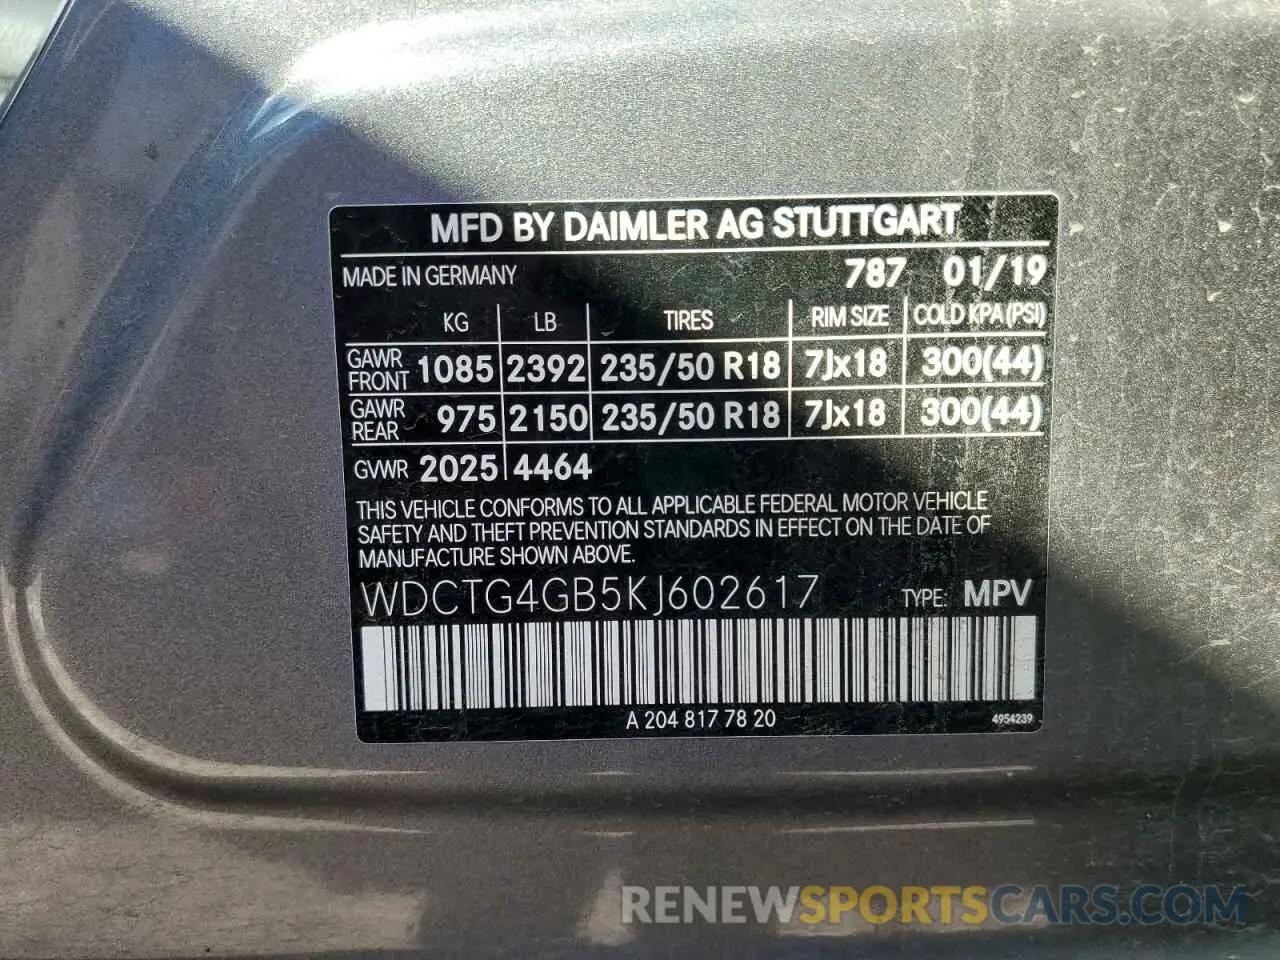 MFD BY DAIMLER AG STUTTGART
MADE IN GERMANY 787 01/19
KG LB TIRES RIM SIZE COLD KPA (PSI)
GAWR FRONT 1085 2392 235/50 R18 7Jx18 300(44)
GAWR REAR 975 2150 235/50 R18 7Jx18 300(44)
GVWR 2025 4464
THIS VEHICLE CONFORMS TO ALL APPLICABLE FEDERAL MOTOR VEHICLE
SAFETY AND THEFT PREVENTION STANDARDS IN EFFECT ON THE DATE OF
MANUFACTURE SHOWN ABOVE.
WDCTG4GB5KJ602617 TYPE: MPV
A 204 817 78 20 4954239
RENEWSPORTSCARS.COM